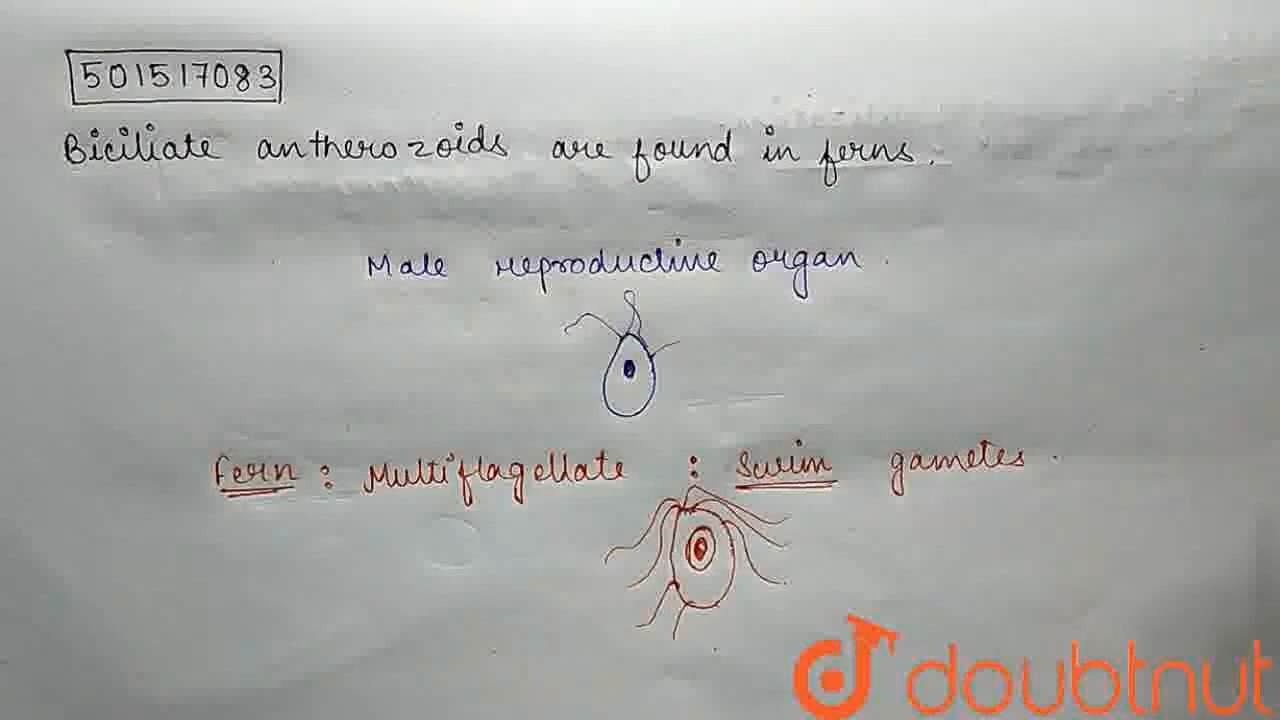 501517083
Biciliate antherozoids are found in ferns.
Male reproductive organ.
Fern : Multiflagellate : Swim gametes.
doubtnut